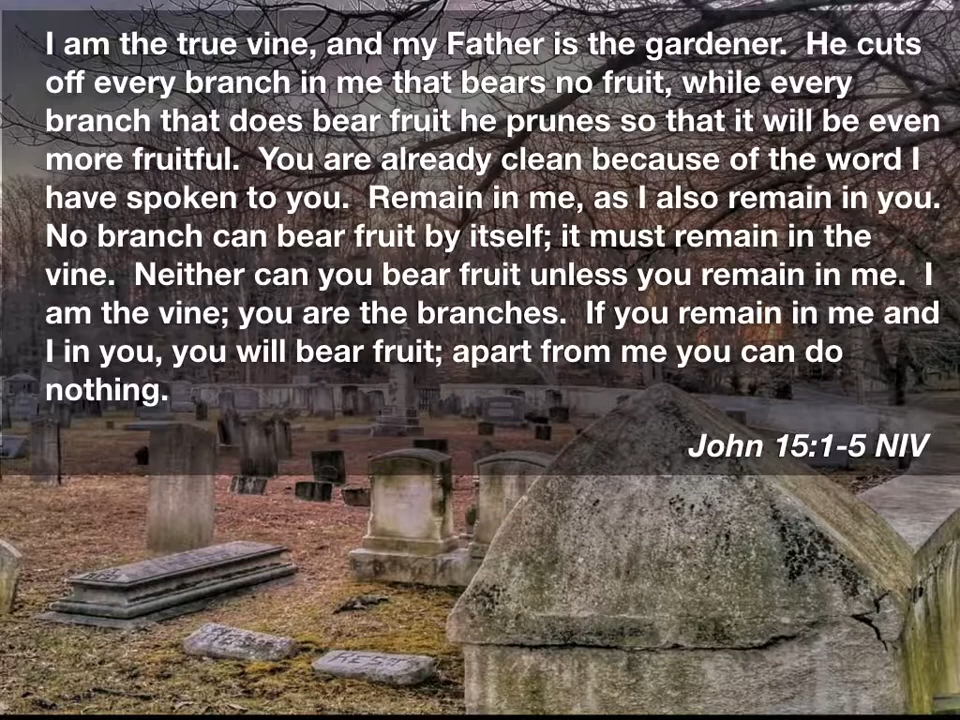 I am the true vine, and my Father is the gardener.  He cuts
off every branch in me that bears no fruit, while every
branch that does bear fruit he prunes so that it will be even
more fruitful.  You are already clean because of the word I
have spoken to you.  Remain in me, as I also remain in you.
No branch can bear fruit by itself; it must remain in the
vine.  Neither can you bear fruit unless you remain in me.  I
am the vine; you are the branches.  If you remain in me and
I in you, you will bear fruit; apart from me you can do
nothing.
John 15:1-5 NIV